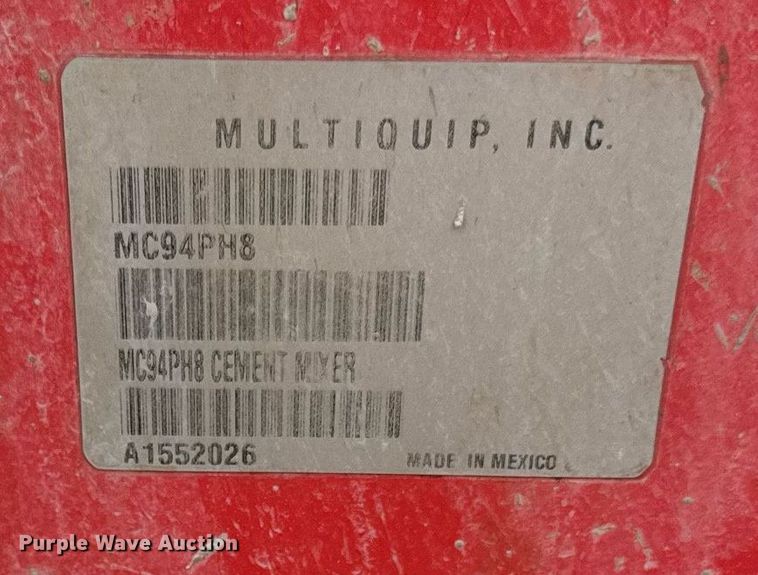 MULTIQUIP, INC.
MC94PH8
MC94PH8 CEMENT MIXER
A1552026
MADE IN MEXICO
Purple Wave Auction